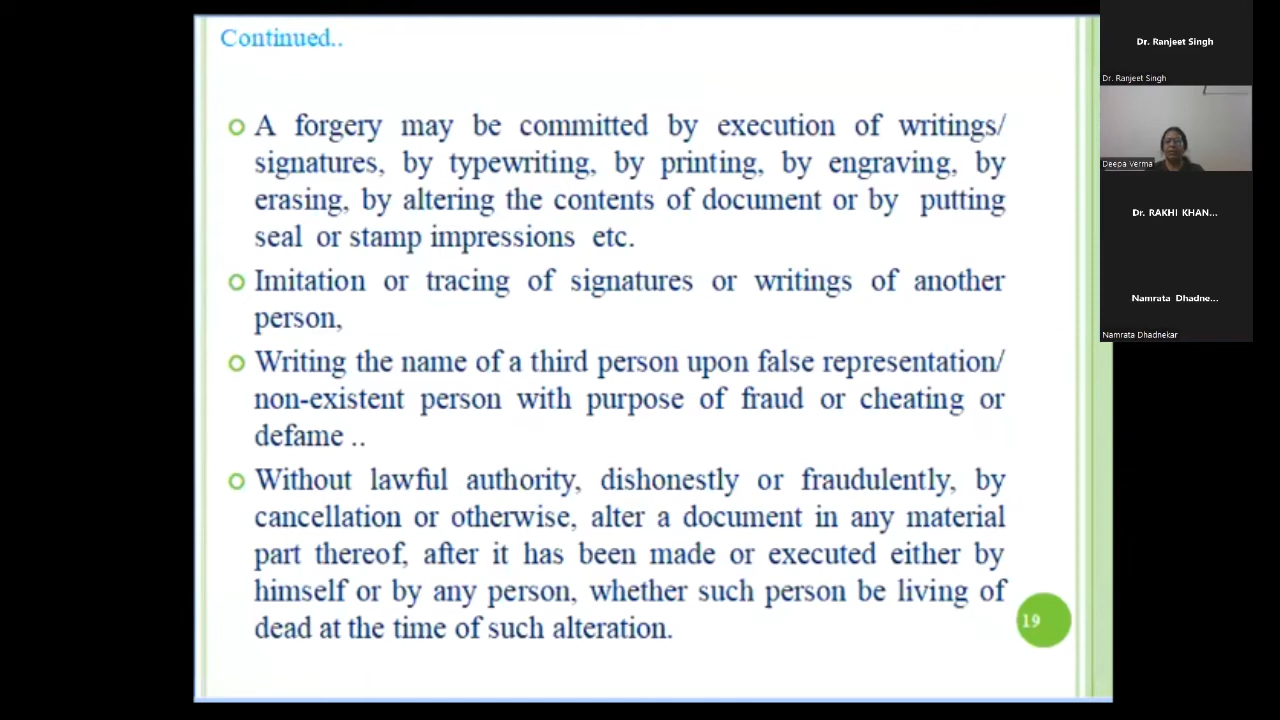 Continued..
A forgery may be committed by execution of writings/
signatures, by typewriting, by printing, by engraving, by
erasing, by altering the contents of document or by putting
seal or stamp impressions etc.
Imitation or tracing of signatures or writings of another
person,
Writing the name of a third person upon false representation/
non-existent person with purpose of fraud or cheating or
defame ..
Without lawful authority, dishonestly or fraudulently, by
cancellation or otherwise, alter a document in any material
part thereof, after it has been made or executed either by
himself or by any person, whether such person be living of
dead at the time of such alteration.
19
Dr. Ranjeet Singh
Dr. Ranjeet Singh
Deepa Verma
Dr. RAKHI KHAN...
Namrata Dhadne...
Namrata Dhadnekar